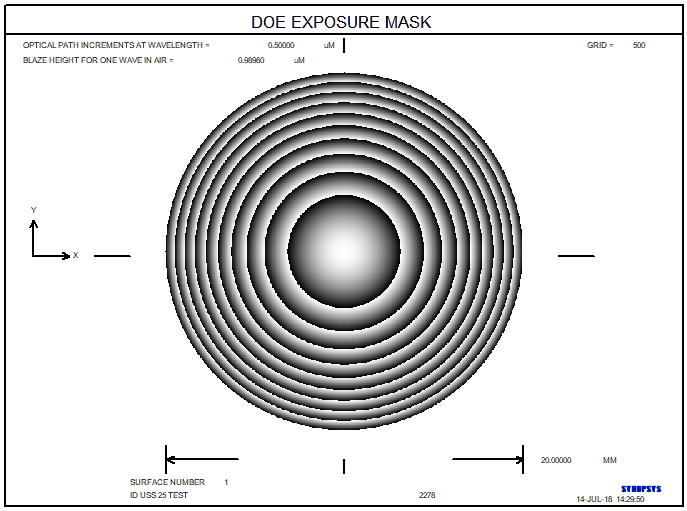 DOE EXPOSURE MASK
OPTICAL PATH INCREMENTS AT WAVELENGTH = 0.50000 uM GRID = 500
BLAZE HEIGHT FOR ONE WAVE IN AIR = 0.98960 uM
Y
X
20.00000 MM
SURFACE NUMBER 1
SYNOPSYS
ID USS 25 TEST 2278 14-JUL-18 14:29:50